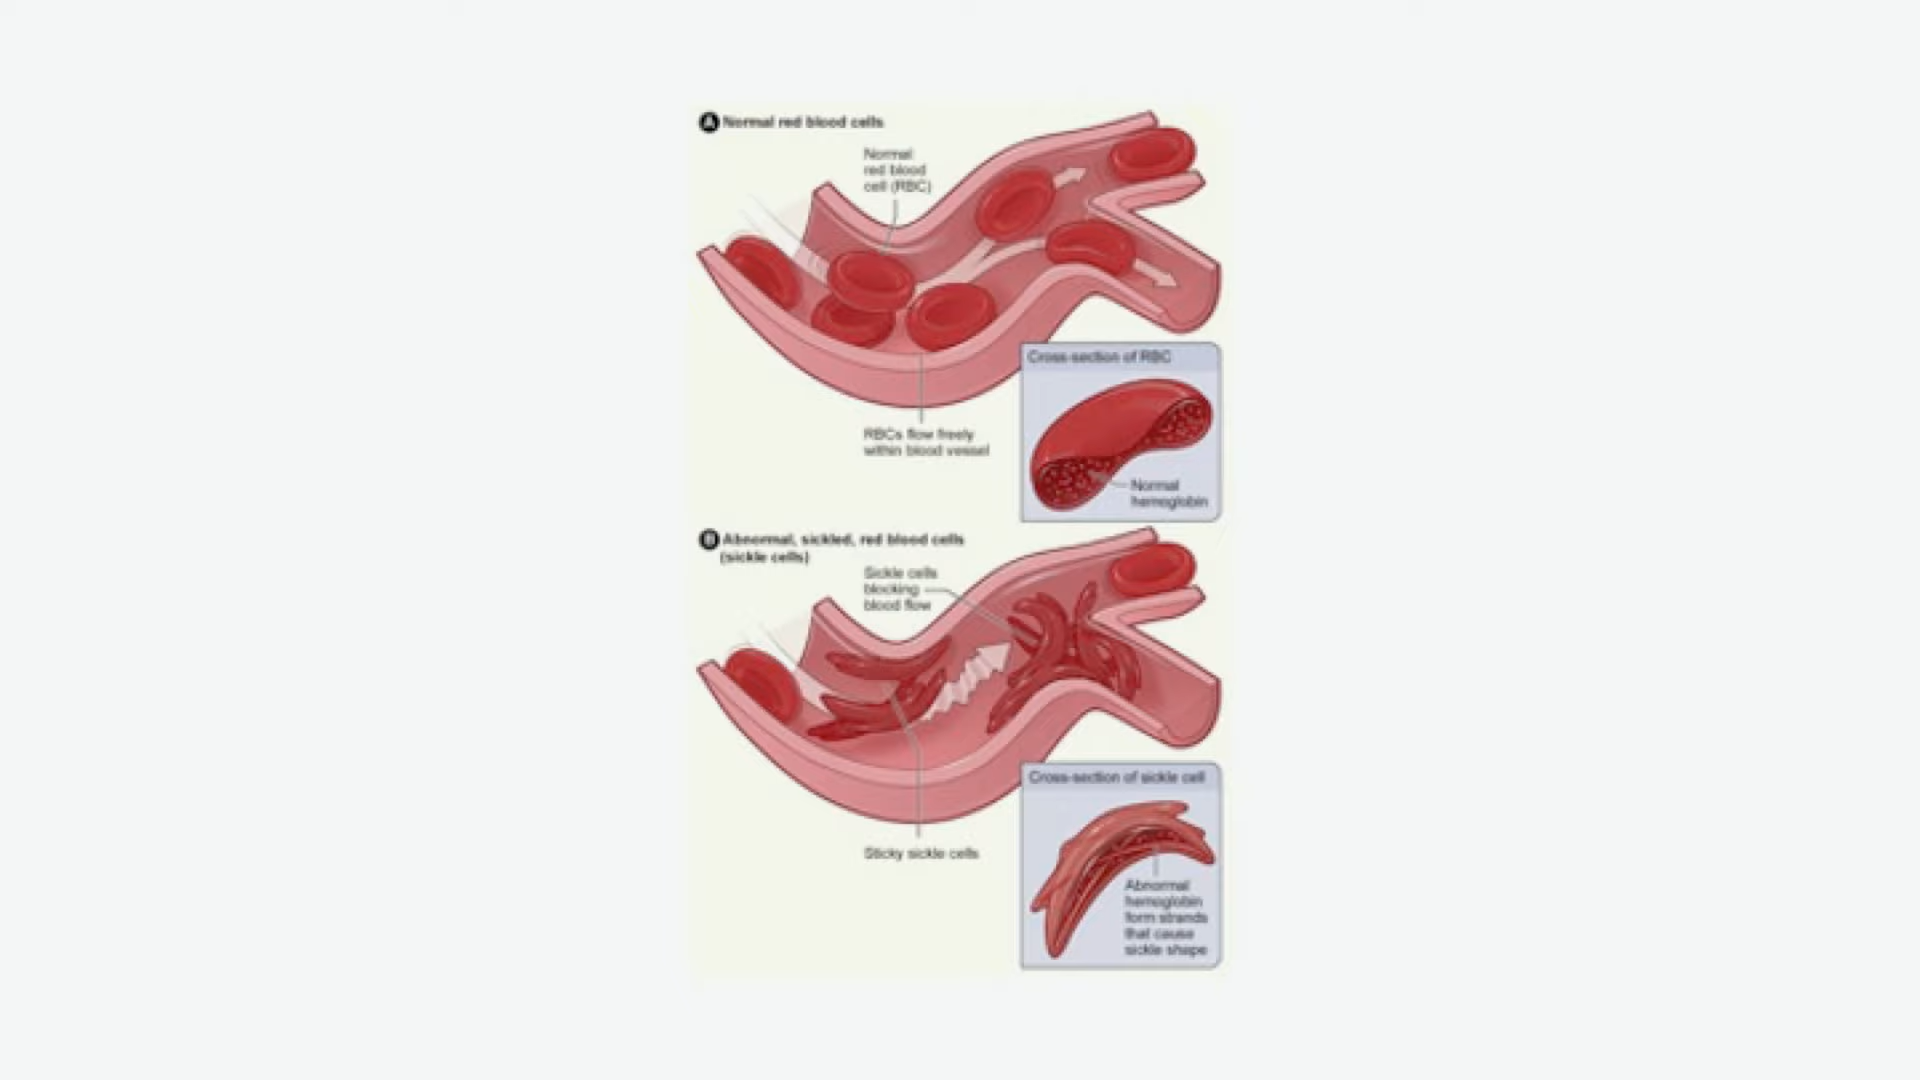 A Normal red blood cells
Normal
red blood
cell (RBC)
RBCs flow freely
within blood vessel
Cross-section of RBC
Normal
hemoglobin
B Abnormal, sickled, red blood cells
(sickle cells)
Sickle cells
blocking
blood flow
Sticky sickle cells
Cross-section of sickle cell
Abnormal
hemoglobin
form strands
that cause
sickle shape